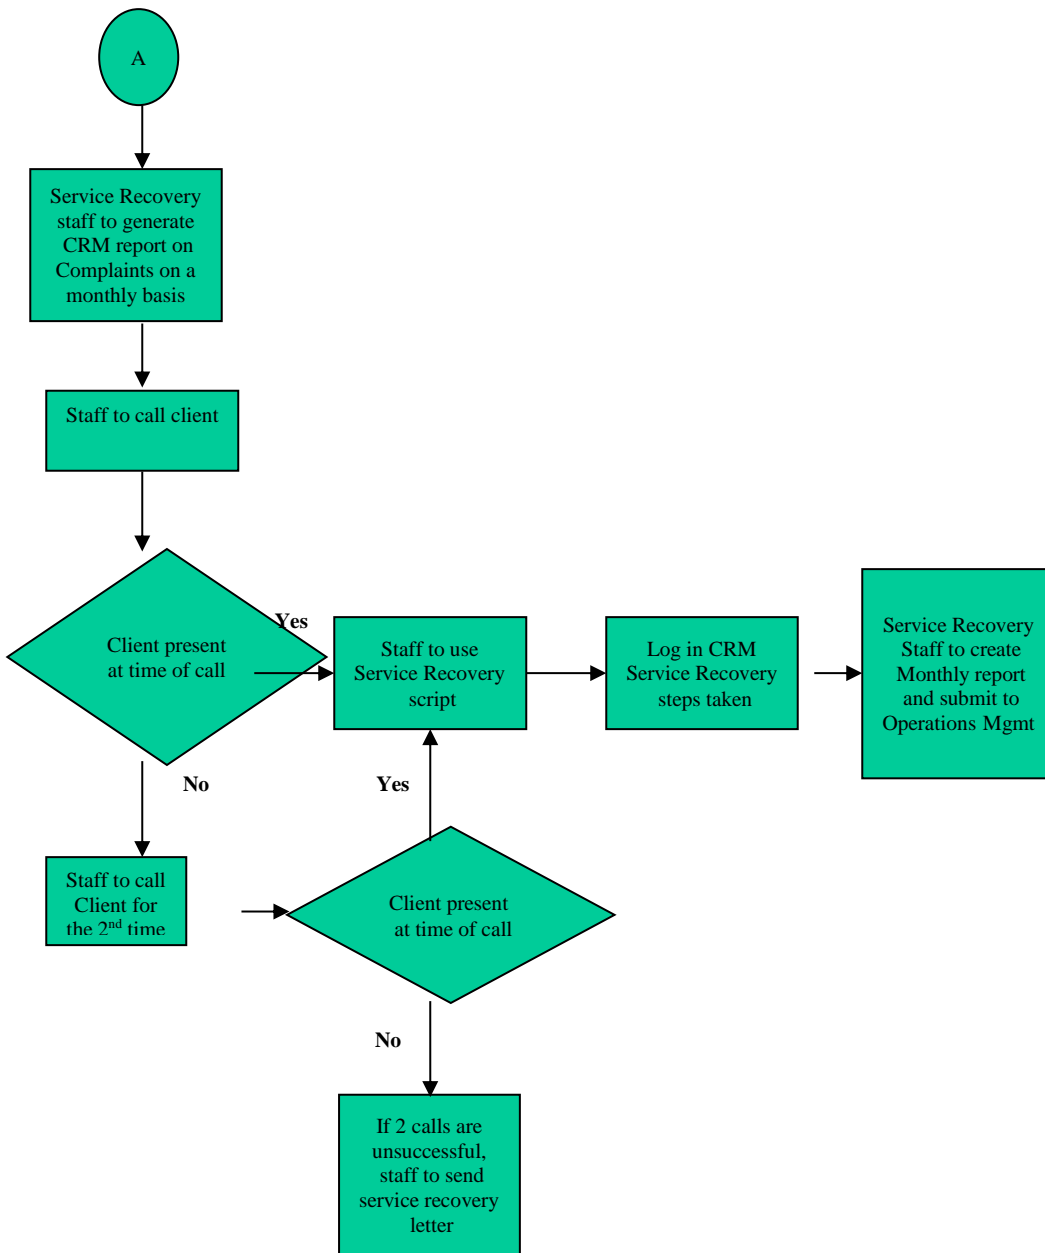 A
Service Recovery
staff to generate
CRM report on
Complaints on a
monthly basis
Staff to call client
Client present
at time of call
Yes
Staff to use
Service Recovery
script
Log in CRM
Service Recovery
steps taken
Service Recovery
Staff to create
Monthly report
and submit to
Operations Mgmt
No
Yes
Staff to call
Client for
the 2nd time
Client present
at time of call
No
If 2 calls are
unsuccessful,
staff to send
service recovery
letter